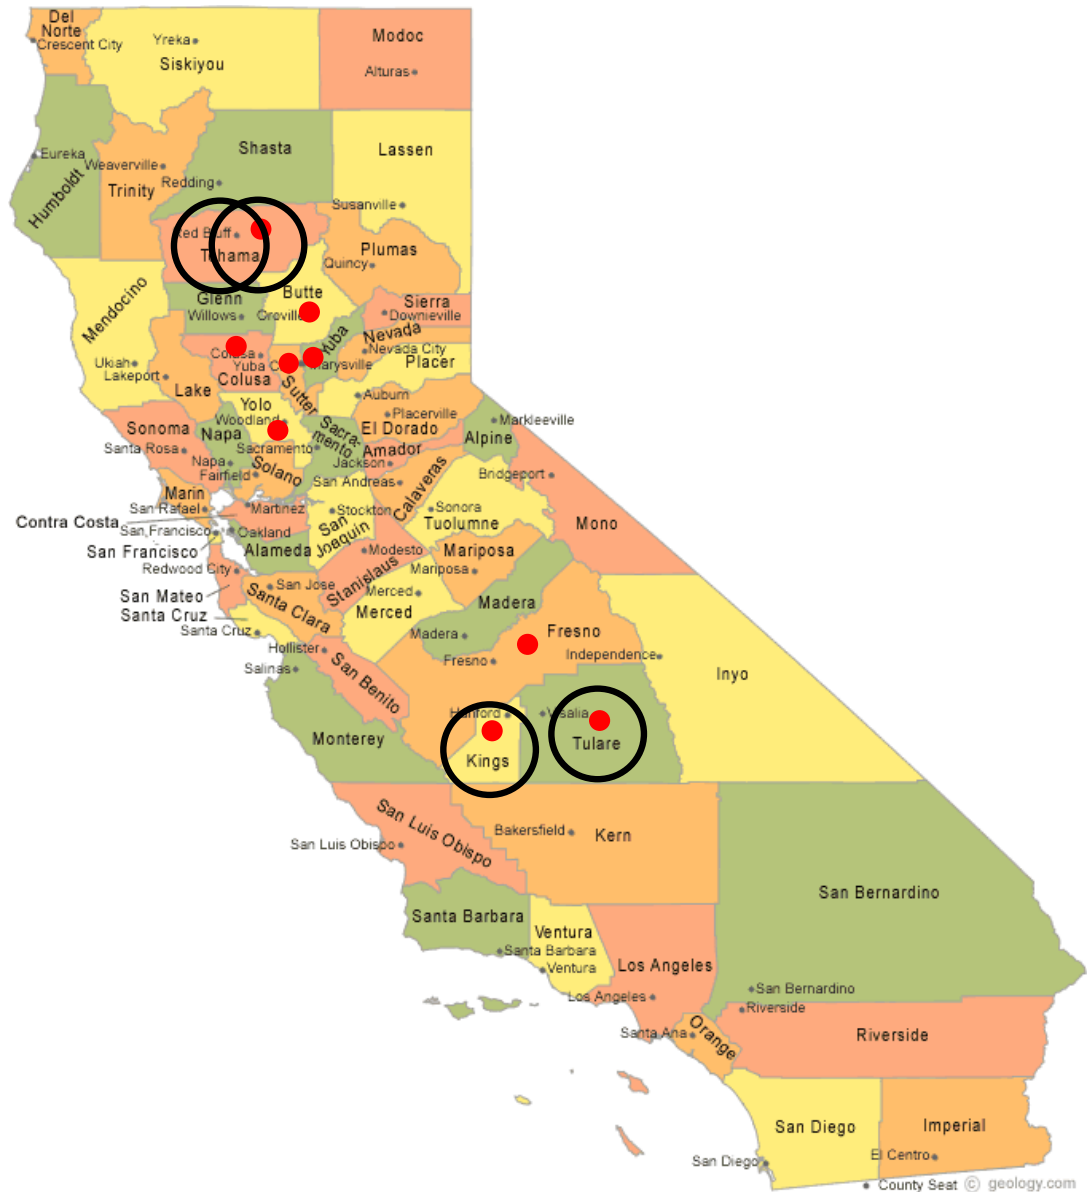 Del
Norte
Crescent City
Yreka
Siskiyou
Modoc
Alturas
Eureka
Humboldt
Weaverville
Trinity
Shasta
Redding
Lassen
Susanville
Red Bluff
Tehama
Plumas
Quincy
Mendocino
Glenn
Willows
Butte
Oroville
Sierra
Downieville
Yuba
Nevada
Nevada City
Ukiah
Lakeport
Lake
Colusa
Colusa
Yuba C
Marysville
Sutter
Placer
Auburn
Placerville
El Dorado
Yolo
Woodland
Sonoma
Santa Rosa
Napa
Napa
Sacramento
Sacra-
mento
Amador
Jackson
Alpine
Markleeville
Fairfield
Solano
San Andreas
Calaveras
Bridgeport
Marin
San Rafael
Martinez
Contra Costa
Stockton
San
Joaquin
Sonora
Tuolumne
Mono
San Francisco
Oakland
San Francisco
Alameda
Modesto
Stanislaus
Mariposa
Mariposa
Redwood City
San Mateo
San Jose
Santa Clara
Merced
Merced
Santa Cruz
Santa Cruz
Madera
Madera
Fresno
Fresno
Independence
Inyo
Hollister
Salinas
San Benito
Monterey
Hanford
Kings
Visalia
Tulare
San Luis Obispo
San Luis Obispo
Bakersfield
Kern
San Bernardino
Santa Barbara
Santa Barbara
Ventura
Ventura
Los Angeles
Los Angeles
San Bernardino
Riverside
Riverside
Santa Ana
Orange
San Diego
San Diego
Imperial
El Centro
County Seat © geology.com